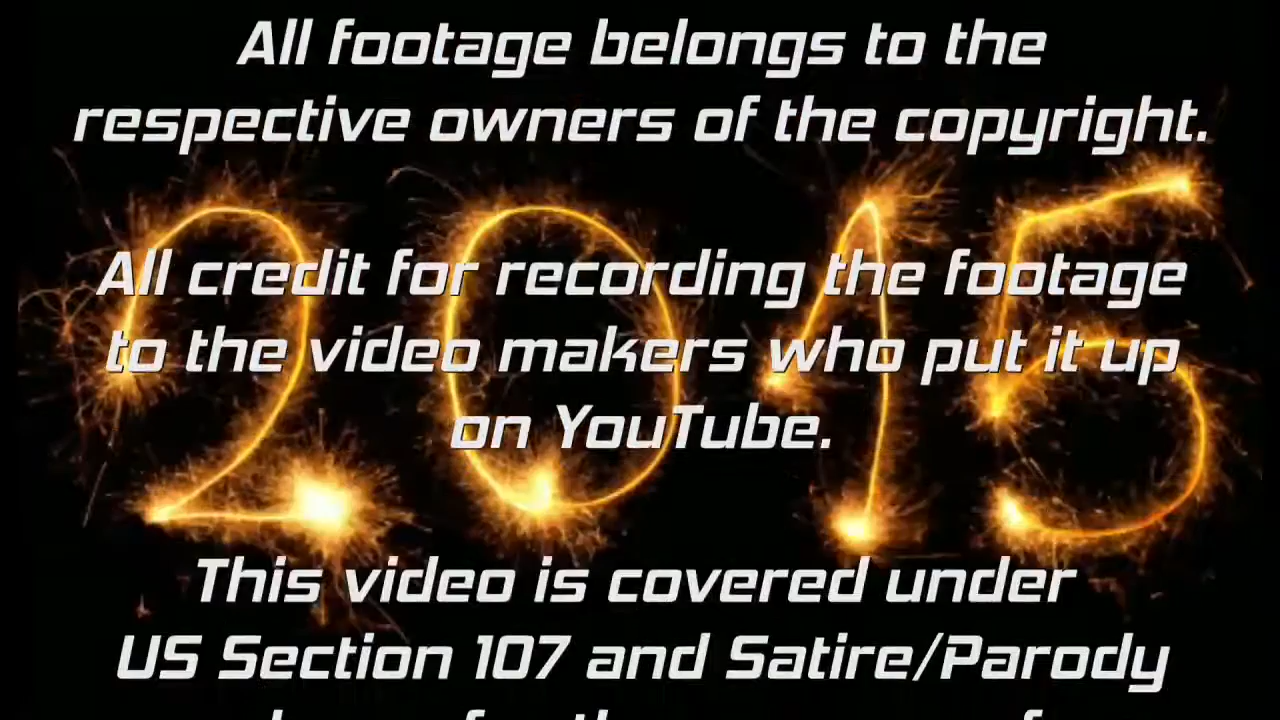 All footage belongs to the
respective owners of the copyright.
2015
All credit for recording the footage
to the video makers who put it up
on YouTube.
This video is covered under
US Section 107 and Satire/Parody